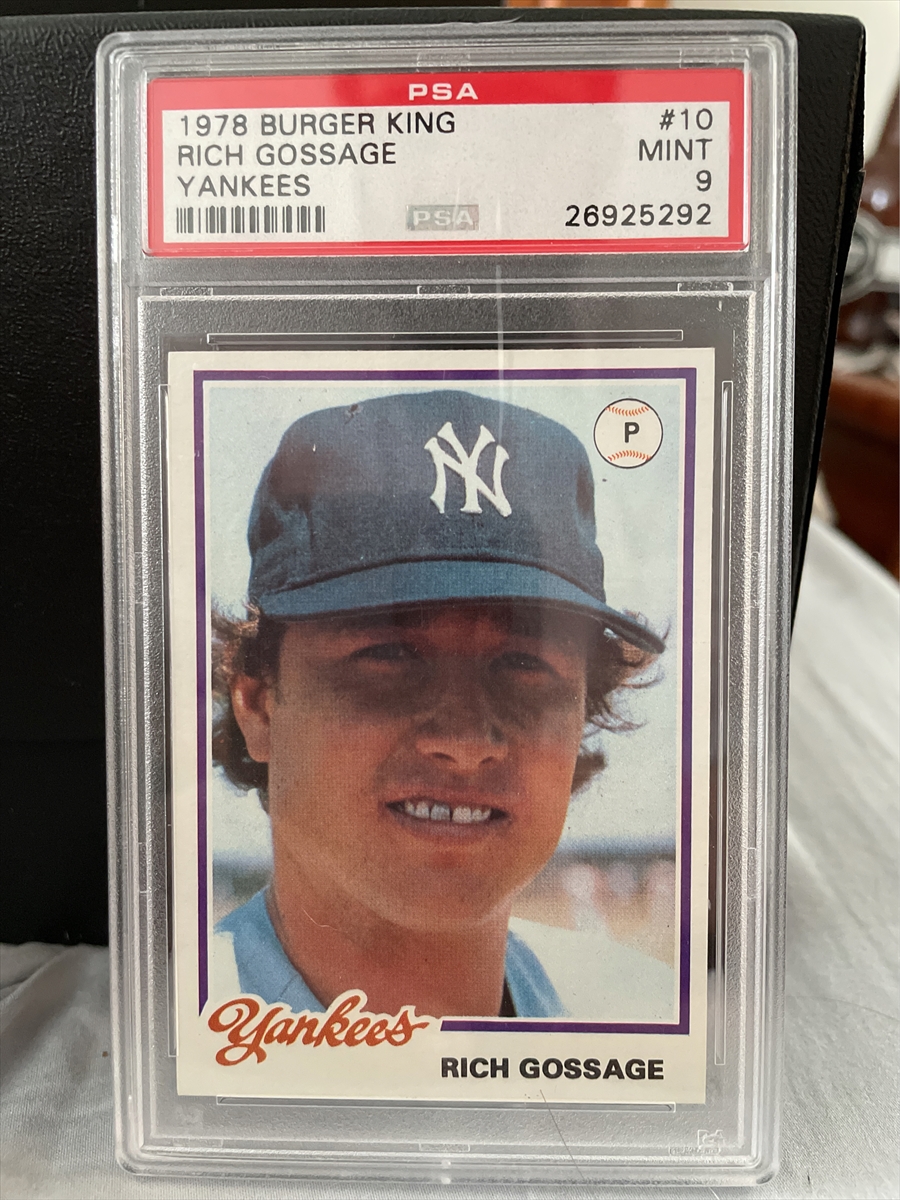 PSA
1978 BURGER KING #10
RICH GOSSAGE MINT
YANKEES 9
PSA 26925292
NY
P
Yankees
RICH GOSSAGE